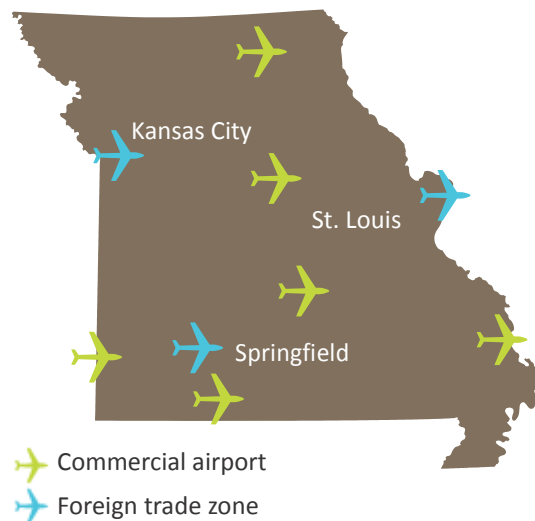 Kansas City
St. Louis
Springfield
Commercial airport
Foreign trade zone